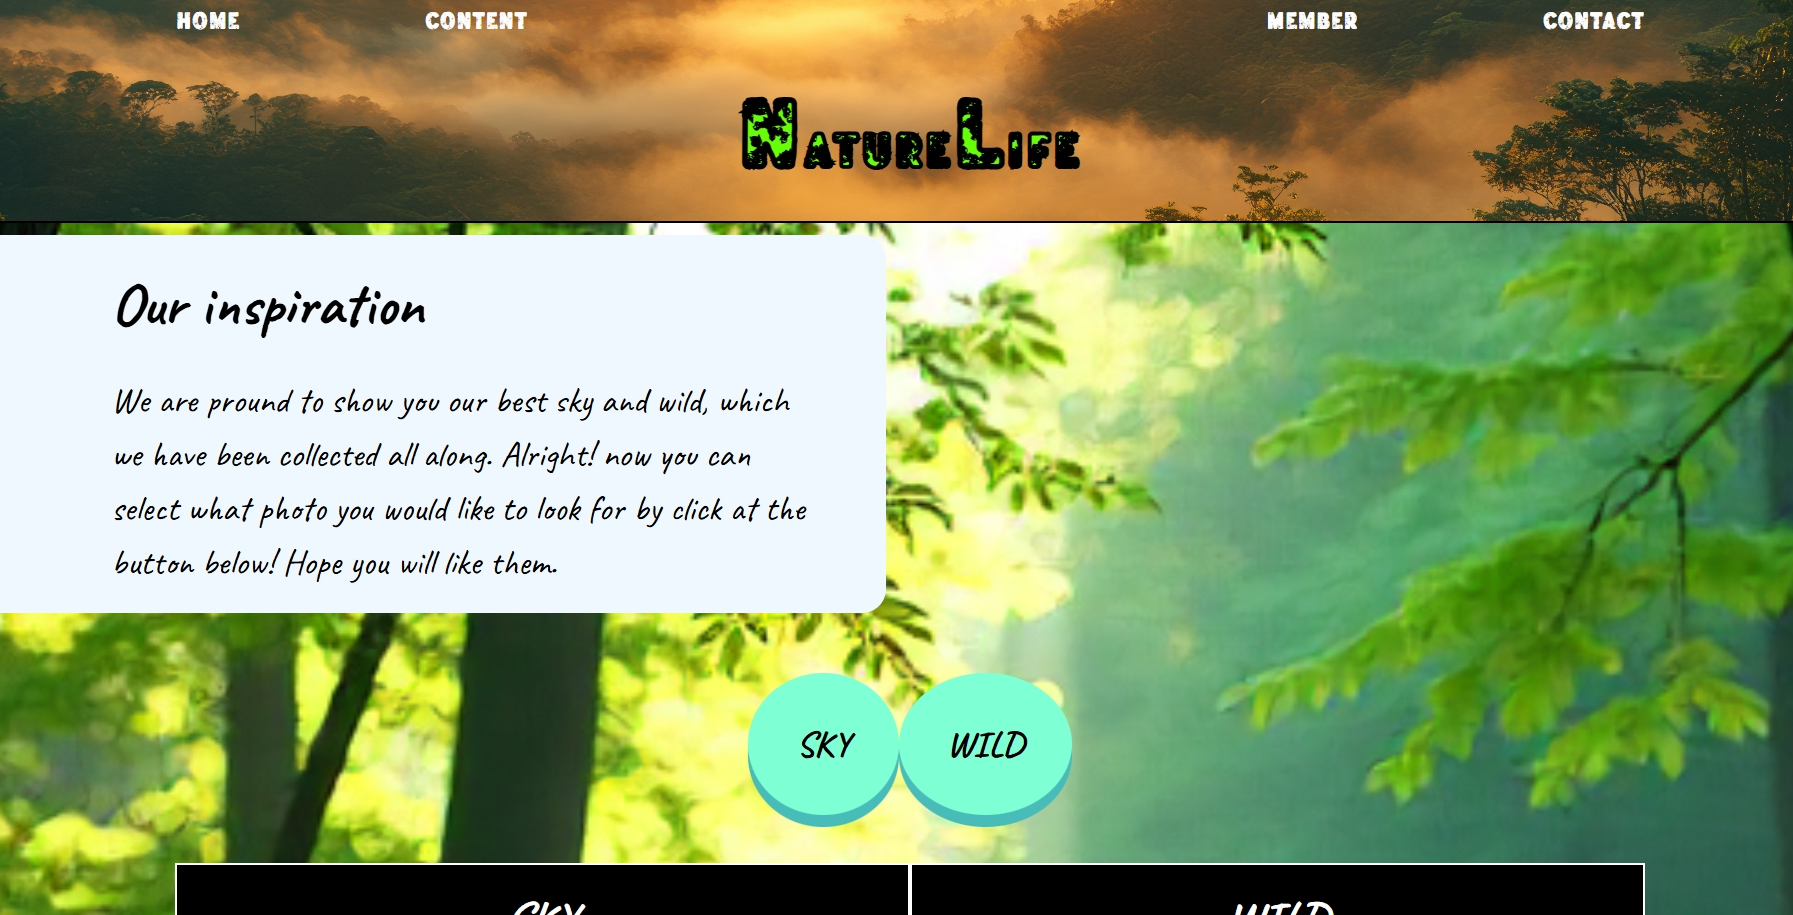 HOME CONTENT MEMBER CONTACT
NatureLife
Our inspiration
We are pround to show you our best sky and wild, which
we have been collected all along. Alright! now you can
select what photo you would like to look for by click at the
button below! Hope you will like them.
SKY WILD
SKY WILD